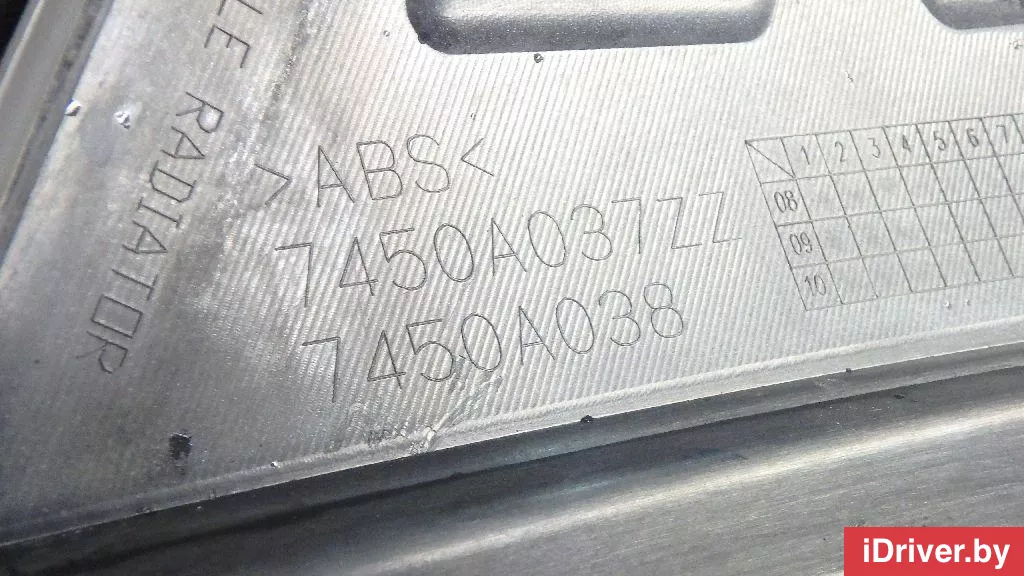 LE RADIATOR
>ABS<
7450A037ZZ
7450A038
1 2 3 4 5 6 7
08
09
10
iDriver.by